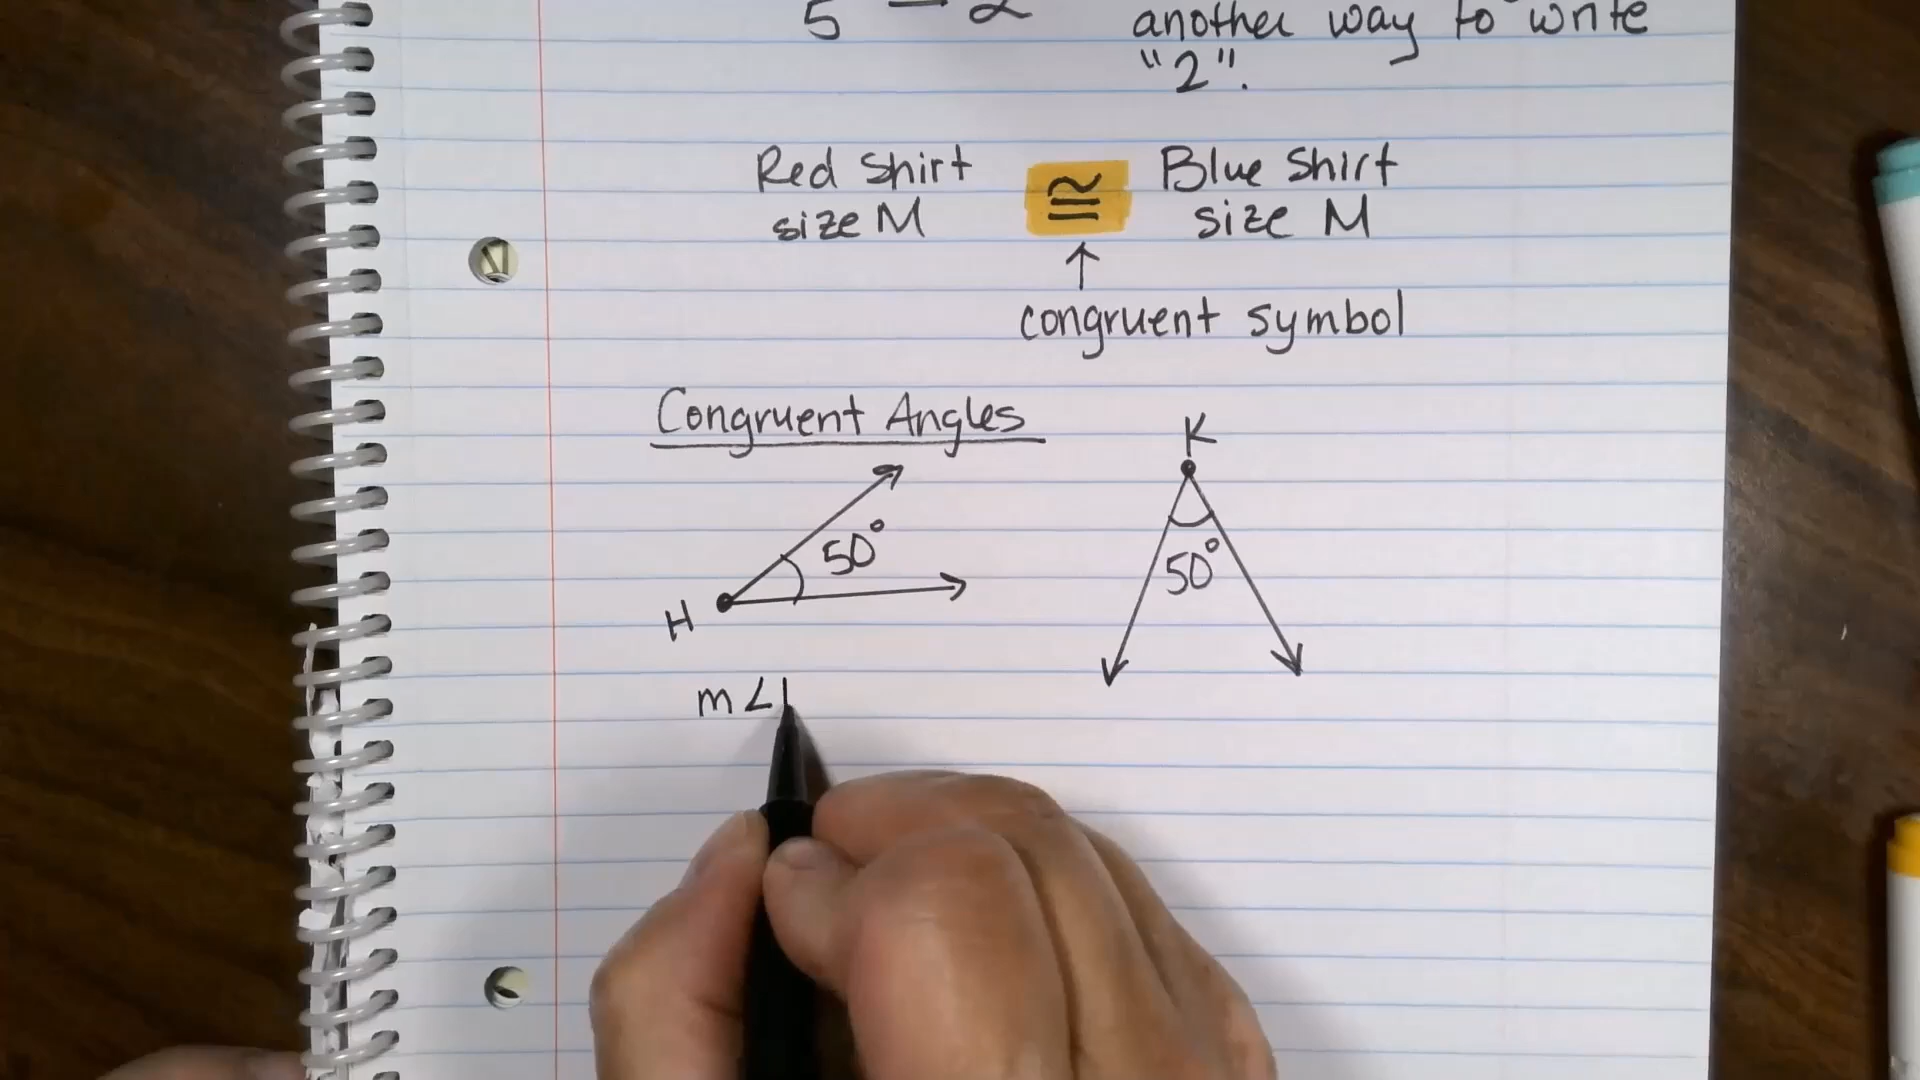 5 — 2
another way to write
"2".
Red Shirt
size M
≅
Blue Shirt
size M
↑
congruent symbol
Congruent Angles
K
50°
50°
H
m∠